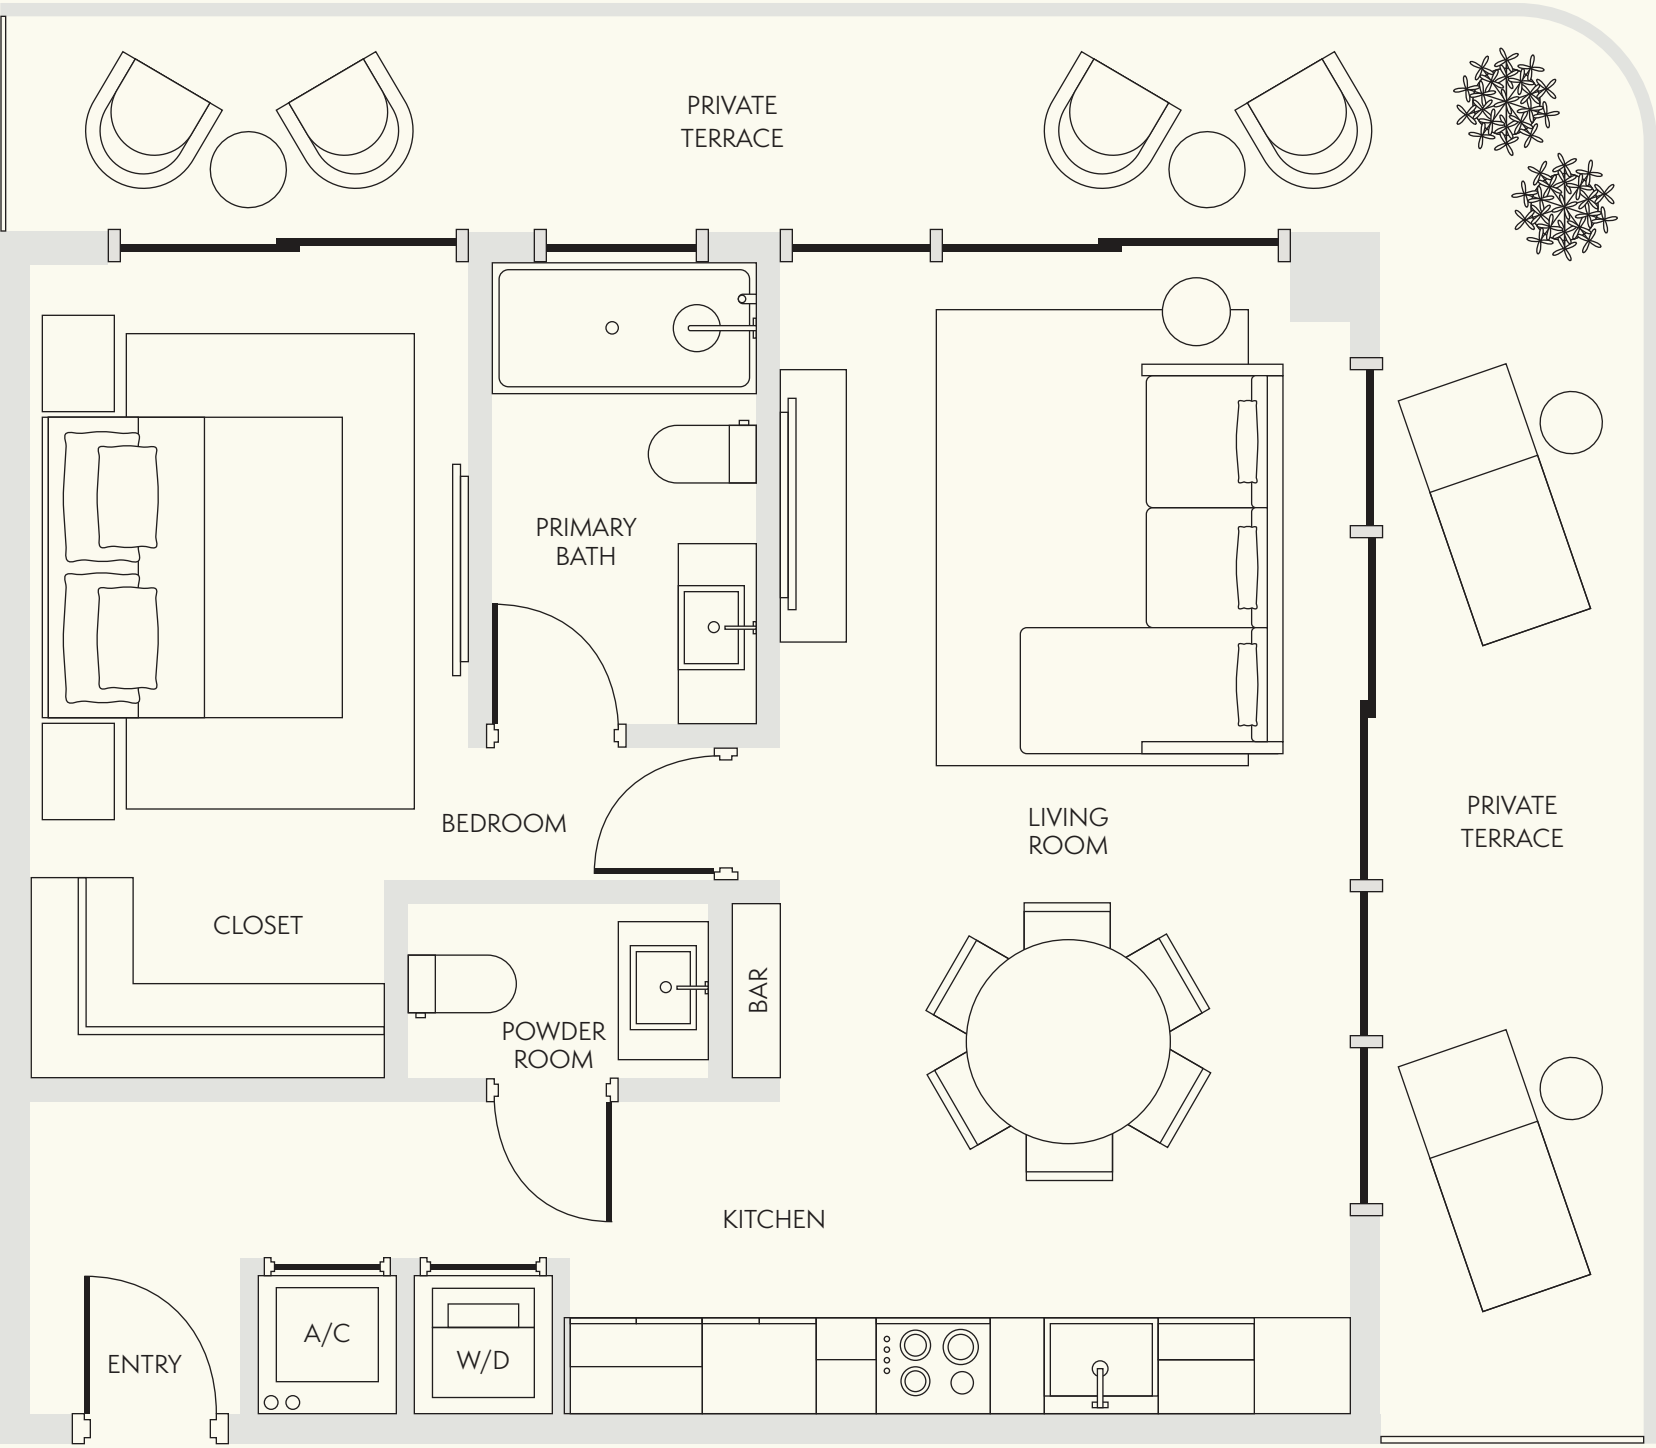 PRIVATE
TERRACE
PRIMARY
BATH
BEDROOM
LIVING
ROOM
PRIVATE
TERRACE
CLOSET
BAR
POWDER
ROOM
KITCHEN
ENTRY
A/C
W/D